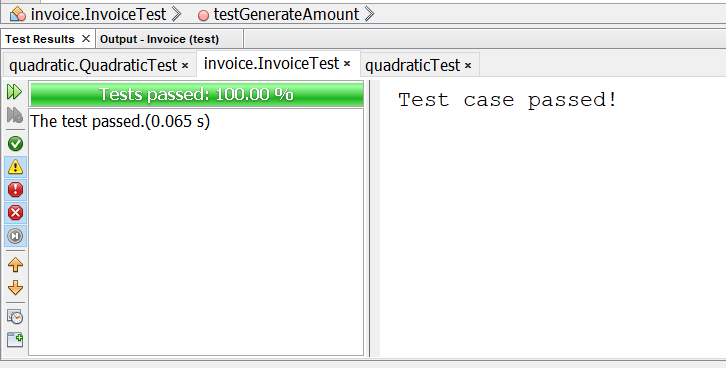 invoice.InvoiceTest testGenerateAmount
Test Results Output - Invoice (test)
quadratic.QuadraticTest invoice.InvoiceTest quadraticTest
Tests passed: 100.00 %
The test passed.(0.065 s)
Test case passed!